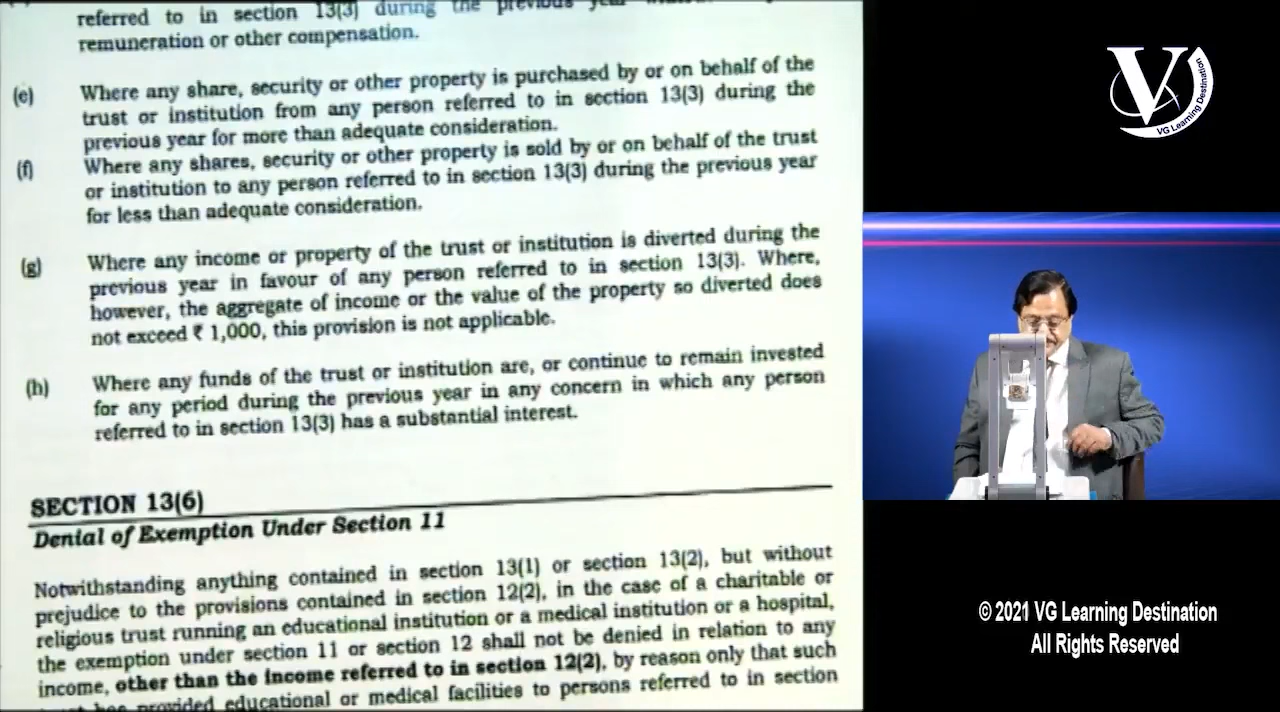 referred to in section 13(3) during the previous year
remuneration or other compensation.
(e) Where any share, security or other property is purchased by or on behalf of the
trust or institution from any person referred to in section 13(3) during the
previous year for more than adequate consideration.
(f) Where any shares, security or other property is sold by or on behalf of the trust
or institution to any person referred to in section 13(3) during the previous year
for less than adequate consideration.
(g) Where any income or property of the trust or institution is diverted during the
previous year in favour of any person referred to in section 13(3). Where,
however, the aggregate of income or the value of the property so diverted does
not exceed ₹ 1,000, this provision is not applicable.
(h) Where any funds of the trust or institution are, or continue to remain invested
for any period during the previous year in any concern in which any person
referred to in section 13(3) has a substantial interest.
SECTION 13(6)
Denial of Exemption Under Section 11
Notwithstanding anything contained in section 13(1) or section 13(2), but without
prejudice to the provisions contained in section 12(2), in the case of a charitable or
religious trust running an educational institution or a medical institution or a hospital,
the exemption under section 11 or section 12 shall not be denied in relation to any
income, other than the income referred to in section 12(2), by reason only that such
has provided educational or medical facilities to persons referred to in section
V
VG Learning Destination
© 2021 VG Learning Destination
All Rights Reserved